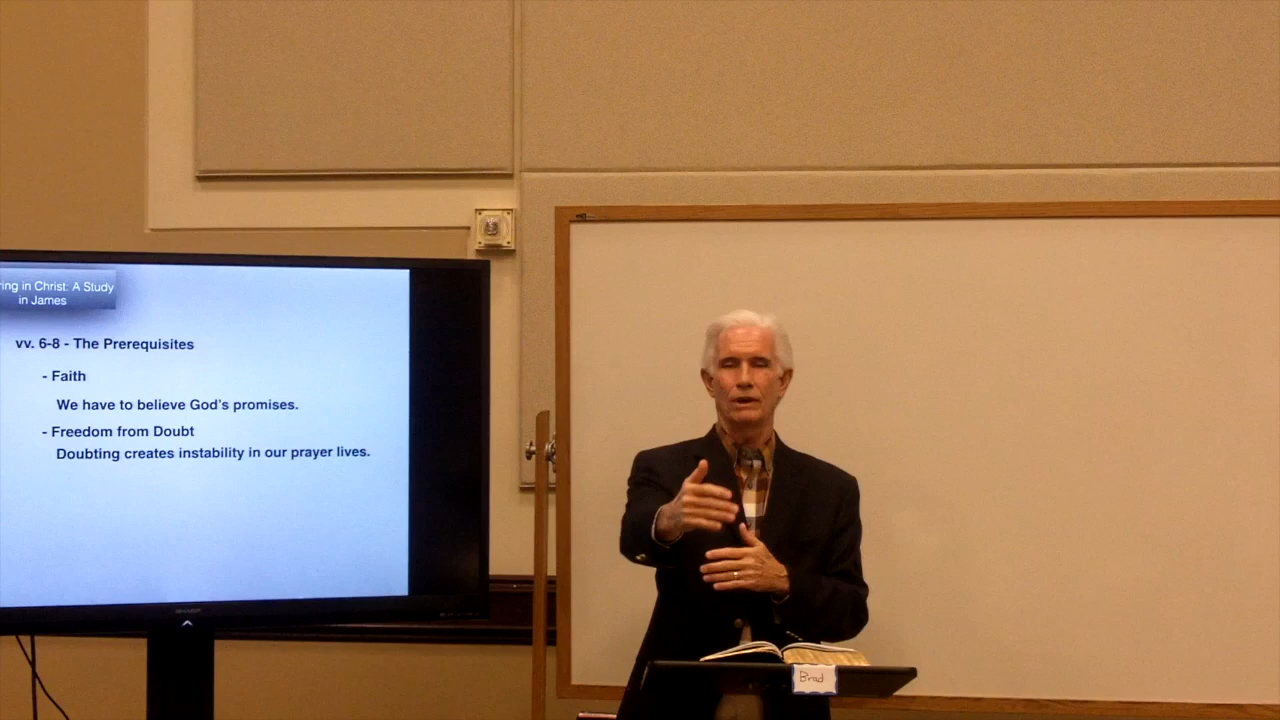 ring in Christ: A Study
in James
vv. 6-8 - The Prerequisites
- Faith
We have to believe God's promises.
- Freedom from Doubt
Doubting creates instability in our prayer lives.
SHARP
Brad